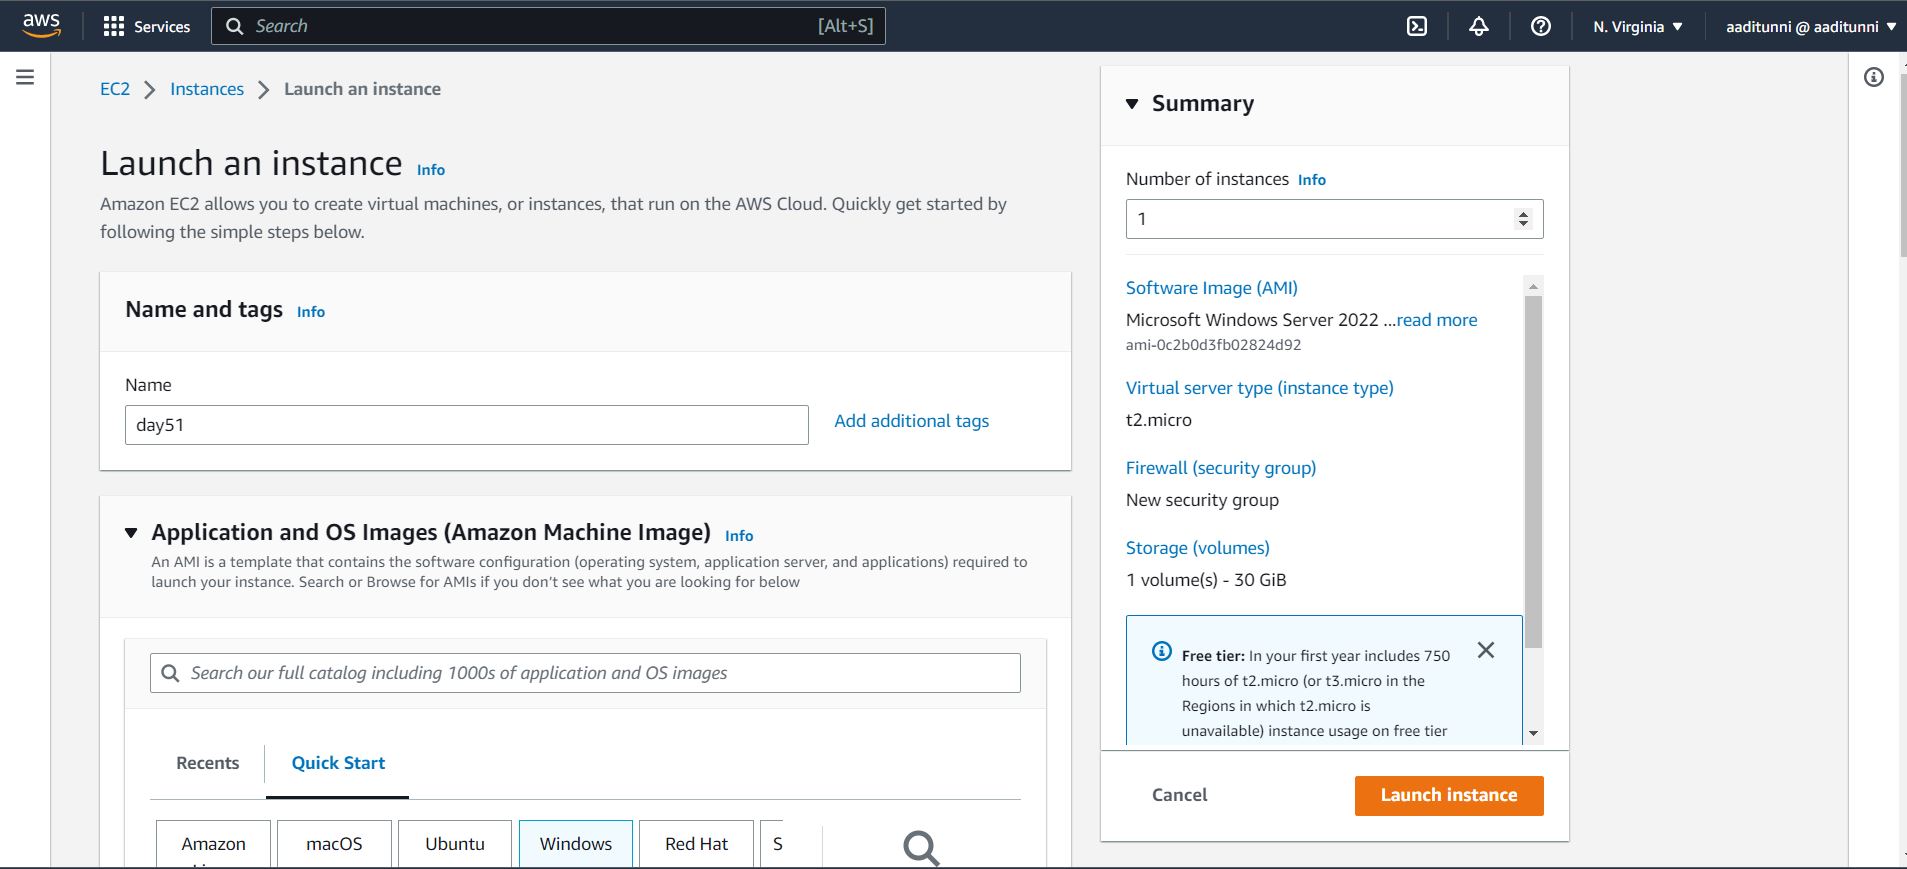 aws
Services
Search [Alt+S]
N. Virginia
aaditunni @ aaditunni
EC2 Instances Launch an instance
Launch an instance Info
Amazon EC2 allows you to create virtual machines, or instances, that run on the AWS Cloud. Quickly get started by
following the simple steps below.
Name and tags Info
Name
day51
Add additional tags
Application and OS Images (Amazon Machine Image) Info
An AMI is a template that contains the software configuration (operating system, application server, and applications) required to
launch your instance. Search or Browse for AMIs if you don't see what you are looking for below
Search our full catalog including 1000s of application and OS images
Recents
Quick Start
Amazon
macOS
Ubuntu
Windows
Red Hat
S
Summary
Number of instances Info
1
Software Image (AMI)
Microsoft Windows Server 2022 ...read more
ami-0c2b0d3fb02824d92
Virtual server type (instance type)
t2.micro
Firewall (security group)
New security group
Storage (volumes)
1 volume(s) - 30 GiB
Free tier: In your first year includes 750
hours of t2.micro (or t3.micro in the
Regions in which t2.micro is
unavailable) instance usage on free tier
Cancel
Launch instance